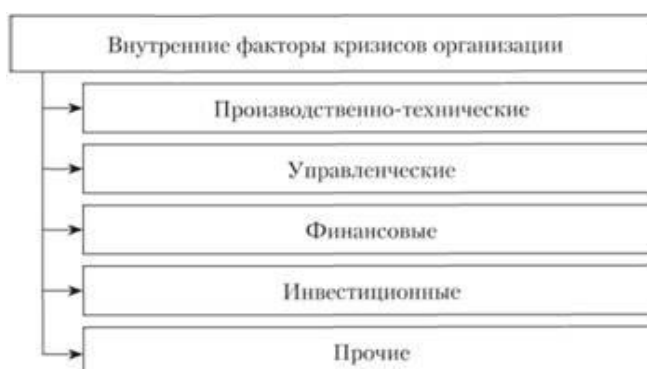 Внутренние факторы кризисов организации
Производственно-технические
Управленческие
Финансовые
Инвестиционные
Прочие